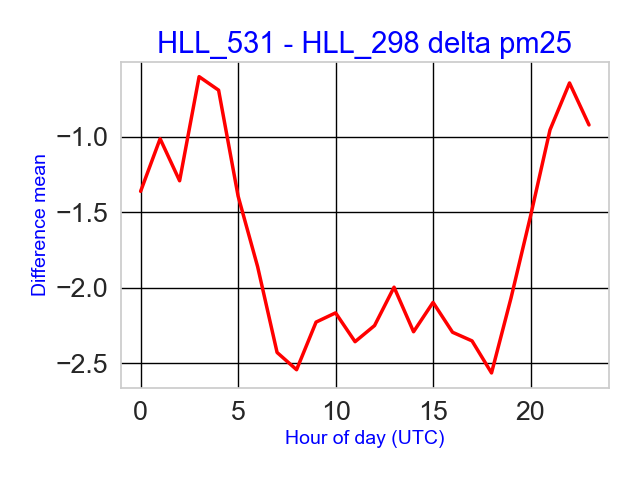 HLL_531 - HLL_298 delta pm25
Difference mean
−1.0
−1.5
−2.0
−2.5
0 5 10 15 20
Hour of day (UTC)